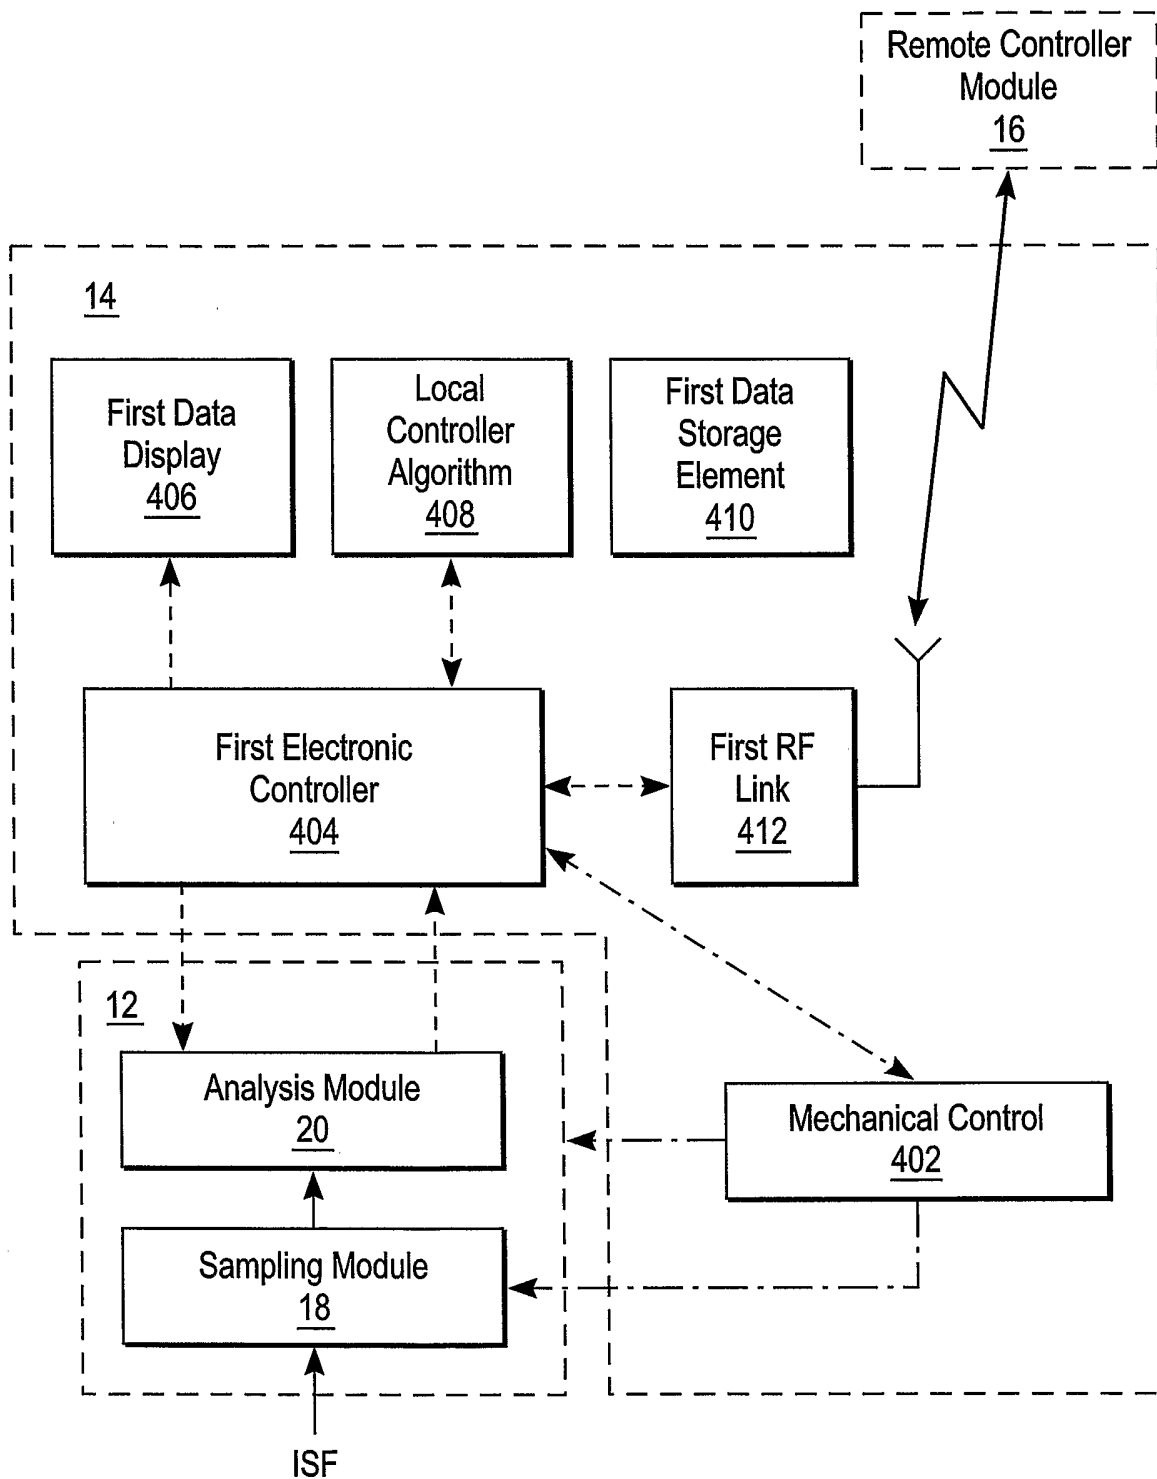 Remote Controller
Module
16
14
First Data
Display
406
Local
Controller
Algorithm
408
First Data
Storage
Element
410
First Electronic
Controller
404
First RF
Link
412
12
Analysis Module
20
Mechanical Control
402
Sampling Module
18
ISF